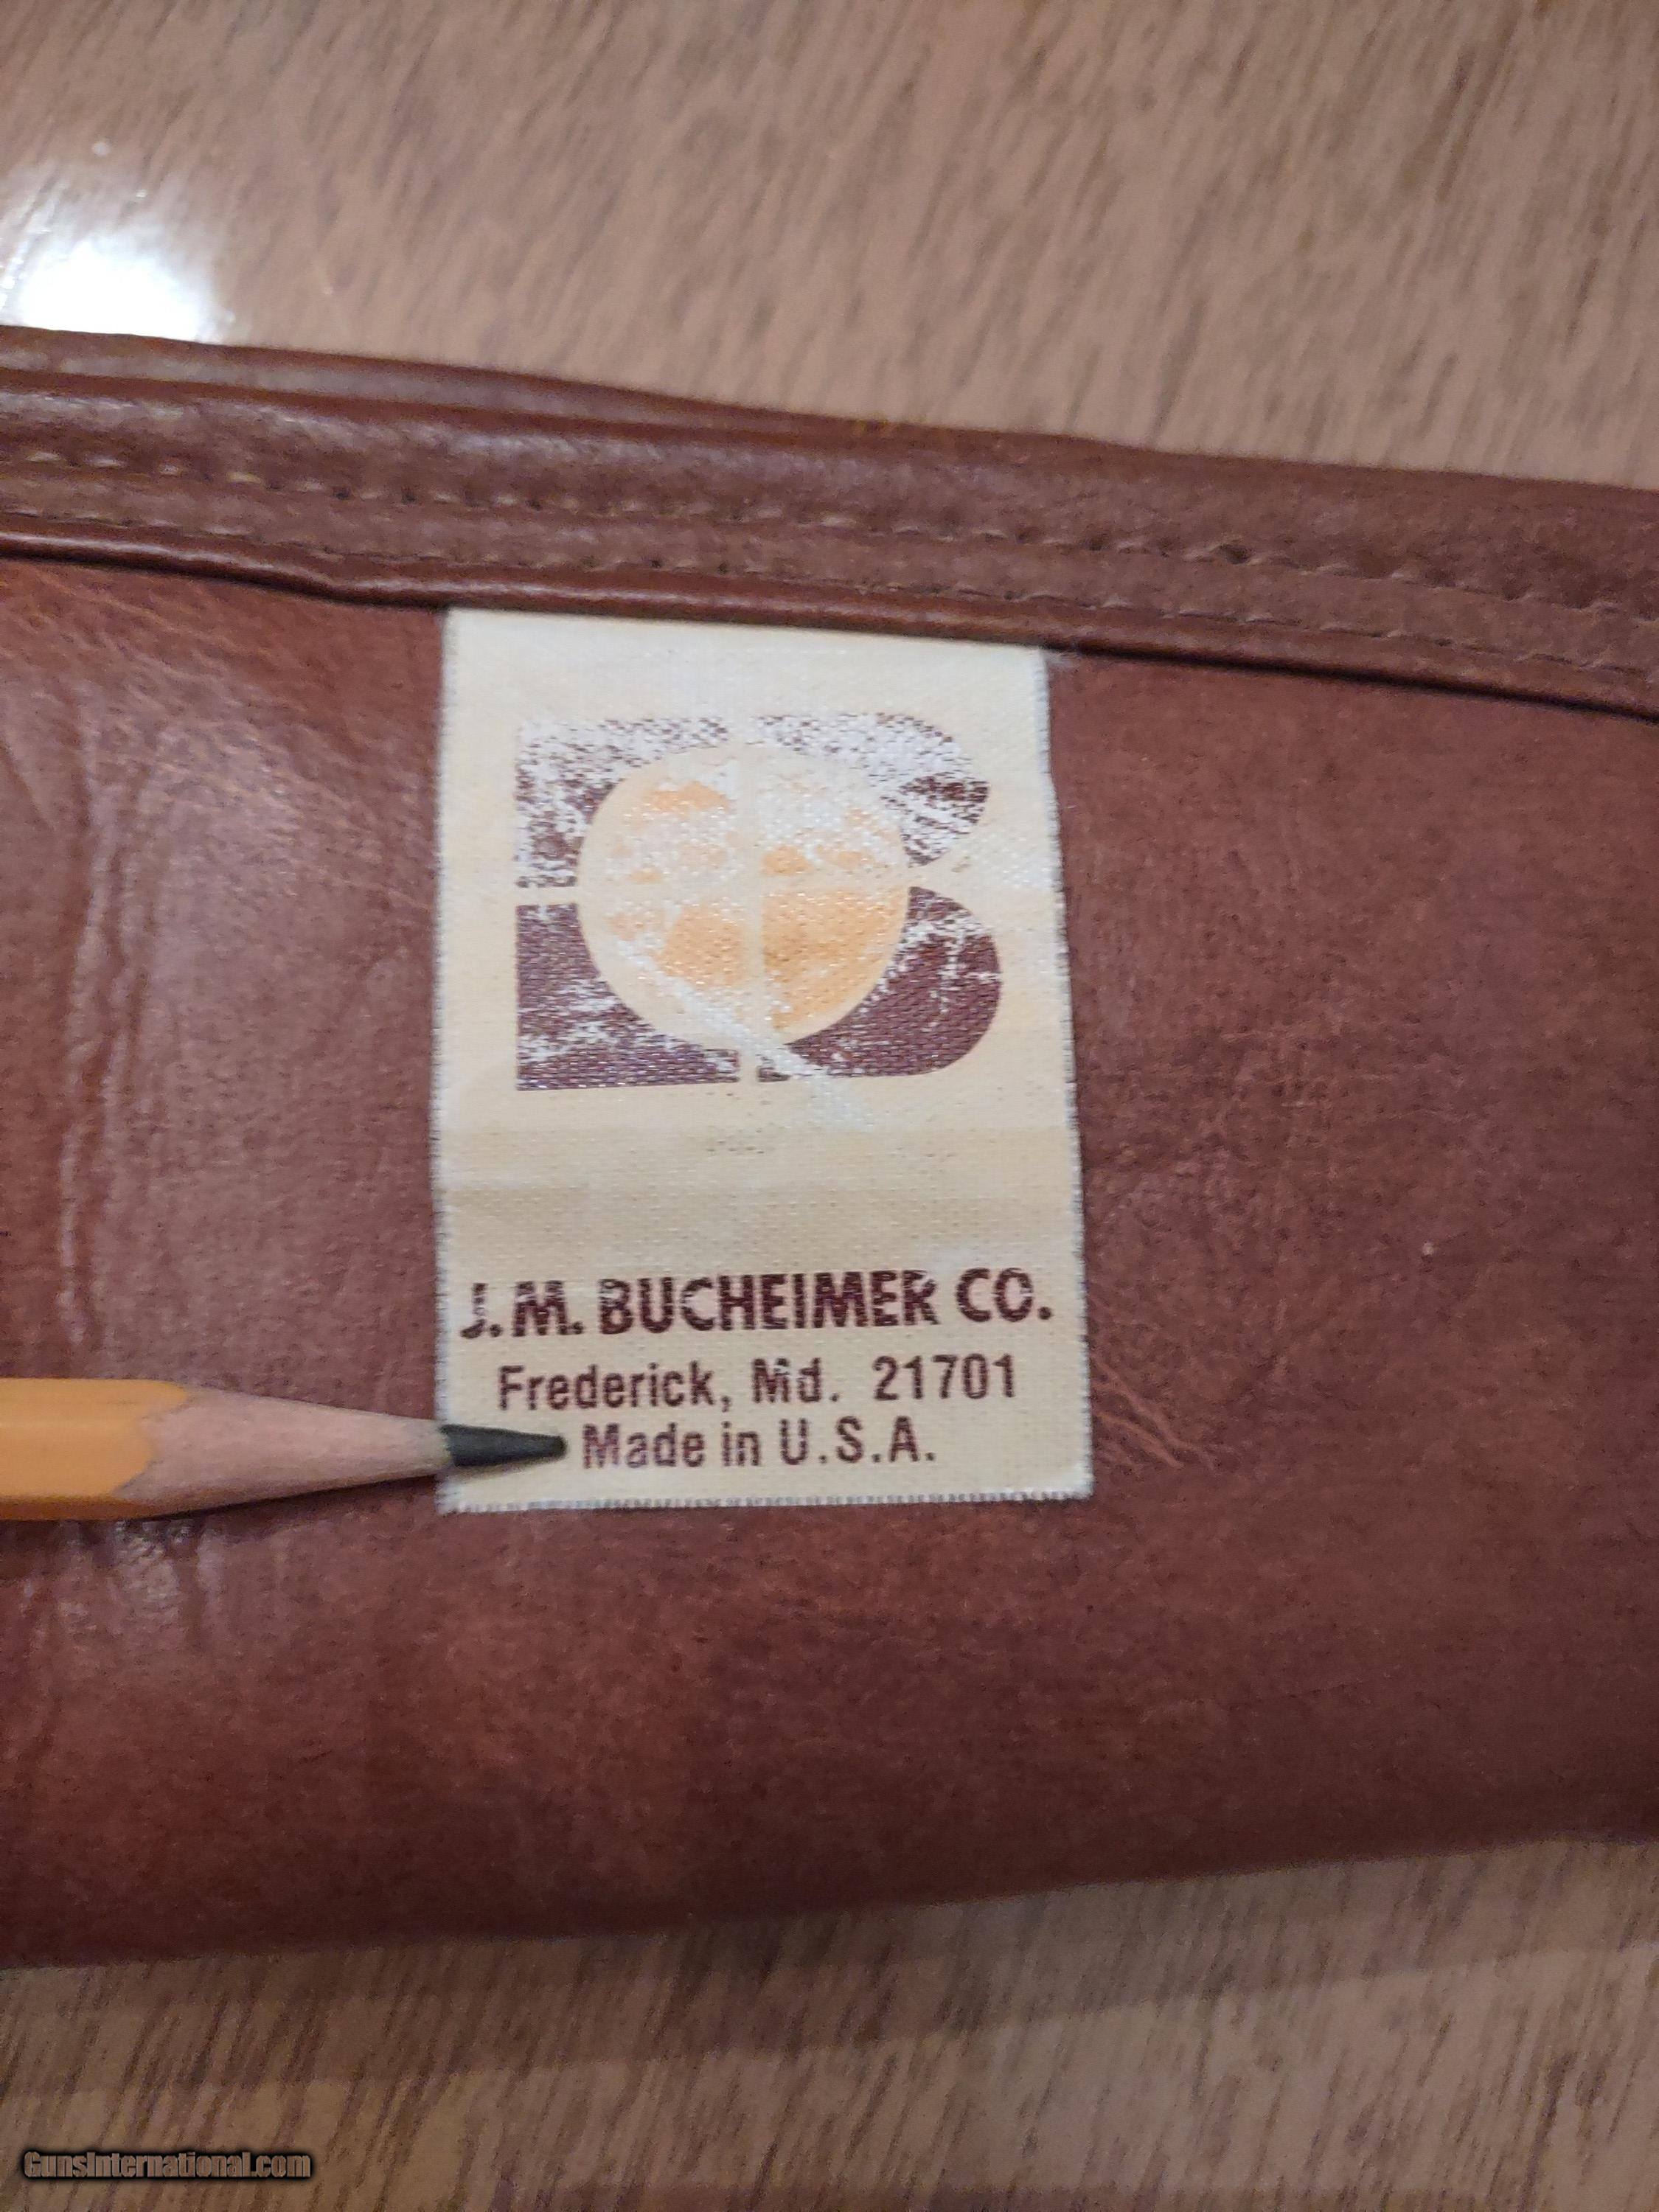 B
J.M. BUCHEIMER CO.
Frederick, Md. 21701
Made in U.S.A.
GunsInternational.com